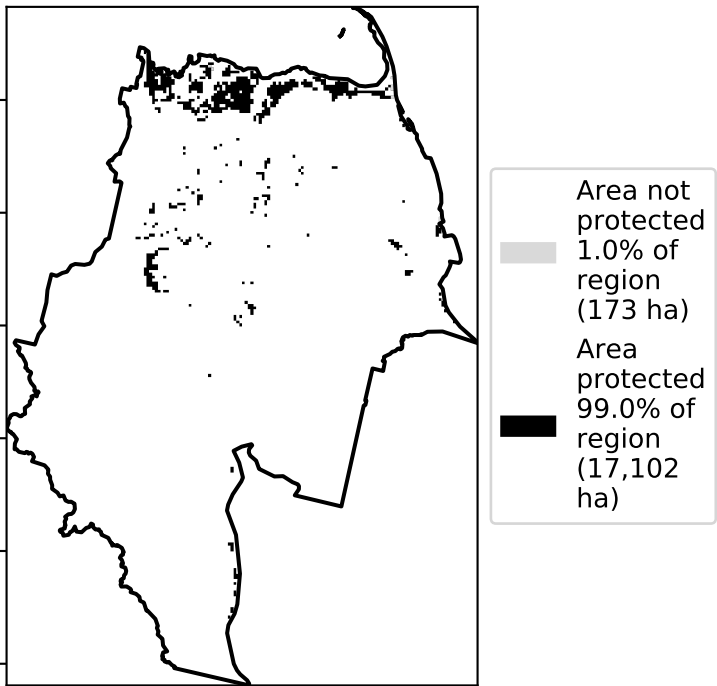 Area not
protected
1.0% of
region
(173 ha)
Area
protected
99.0% of
region
(17,102
ha)